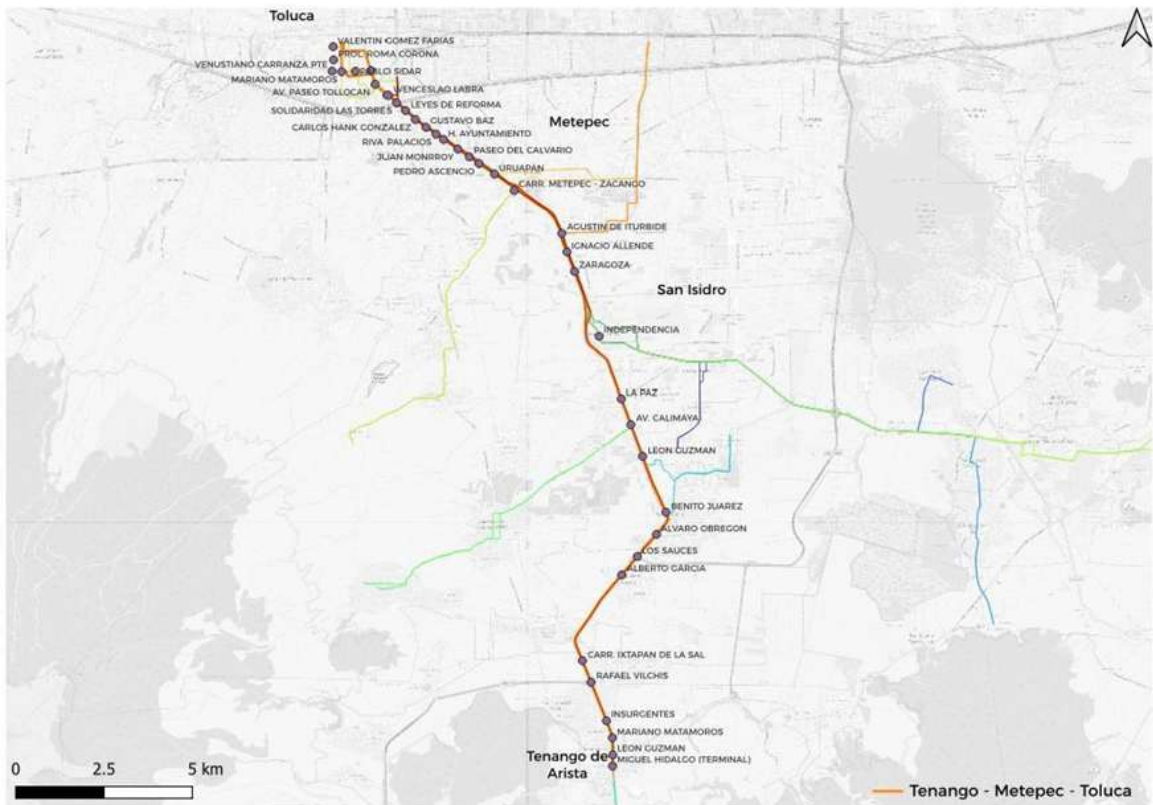 Toluca
VALENTIN GOMEZ FARIAS
PROL. ROMA CORONA
VENUSTIANO CARRANZA PTE
PABLO SIDAR
MARIANO MATAMOROS
WENCESLAO LABRA
AV. PASEO TOLLOCAN
LEYES DE REFORMA
SOLIDARIDAD LAS TORRES
Metepec
GUSTAVO BAZ
CARLOS HANK GONZALEZ
H. AYUNTAMIENTO
RIVA PALACIOS
PASEO DEL CALVARIO
JUAN MONRROY
URUAPAN
PEDRO ASCENCIO
CARR. METEPEC - ZACANGO
AGUSTIN DE ITURBIDE
IGNACIO ALLENDE
ZARAGOZA
San Isidro
INDEPENDENCIA
LA PAZ
AV. CALIMAYA
LEON GUZMAN
BENITO JUAREZ
ALVARO OBREGON
LOS SAUCES
ALBERTO GARCIA
CARR. IXTAPAN DE LA SAL
RAFAEL VILCHIS
INSURGENTES
MARIANO MATAMOROS
LEON GUZMAN
MIGUEL HIDALGO (TERMINAL)
Tenango de
Arista
0 2.5 5 km
Tenango - Metepec - Toluca